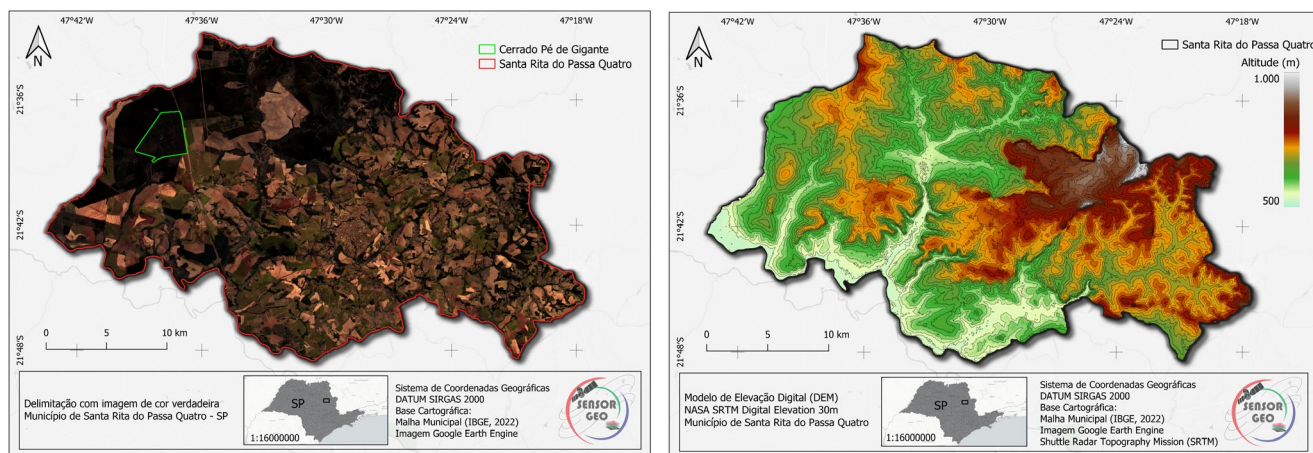 47°42'W 47°36'W 47°30'W 47°24'W 47°18'W
N
Cerrado Pé de Gigante
Santa Rita do Passa Quatro
21°36'S
21°42'S
21°48'S
0 5 10 km
Delimitação com imagem de cor verdadeira
Município de Santa Rita do Passa Quatro - SP
SP
1:16000000
Sistema de Coordenadas Geográficas
DATUM SIRGAS 2000
Base Cartográfica:
Malha Municipal (IBGE, 2022)
Imagem Google Earth Engine
SENSOR
GEO
47°42'W 47°36'W 47°30'W 47°24'W 47°18'W
N
Santa Rita do Passa Quatro
Altitude (m)
1.000
500
21°36'S
21°42'S
21°48'S
0 5 10 km
Modelo de Elevação Digital (DEM)
NASA SRTM Digital Elevation 30m
Município de Santa Rita do Passa Quatro
SP
1:16000000
Sistema de Coordenadas Geográficas
DATUM SIRGAS 2000
Base Cartográfica:
Malha Municipal (IBGE, 2022)
Imagem Google Earth Engine
Shuttle Radar Topography Mission (SRTM)
SENSOR
GEO